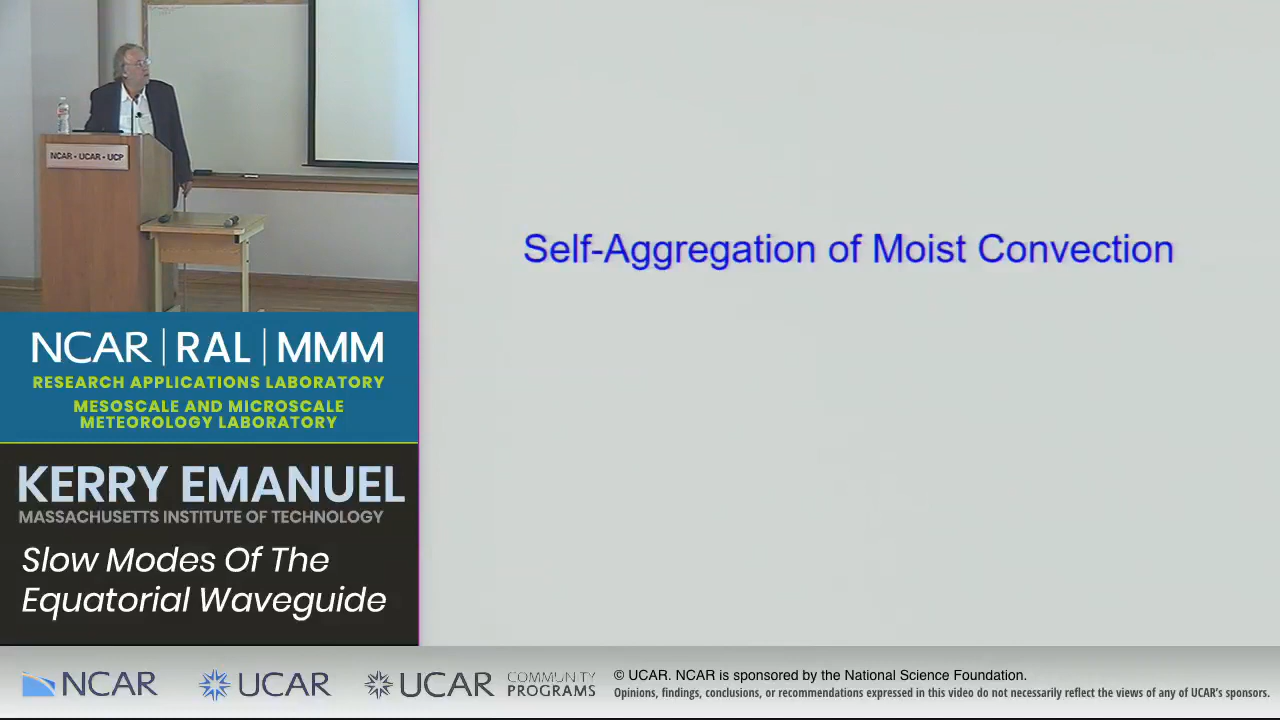 NCAR • UCAR • UCP
Self-Aggregation of Moist Convection
NCAR | RAL | MMM
RESEARCH APPLICATIONS LABORATORY
MESOSCALE AND MICROSCALE
METEOROLOGY LABORATORY
KERRY EMANUEL
MASSACHUSETTS INSTITUTE OF TECHNOLOGY
Slow Modes Of The
Equatorial Waveguide
NCAR
UCAR
UCAR
COMMUNITY
PROGRAMS
© UCAR. NCAR is sponsored by the National Science Foundation.
Opinions, findings, conclusions, or recommendations expressed in this video do not necessarily reflect the views of any of UCAR's sponsors.